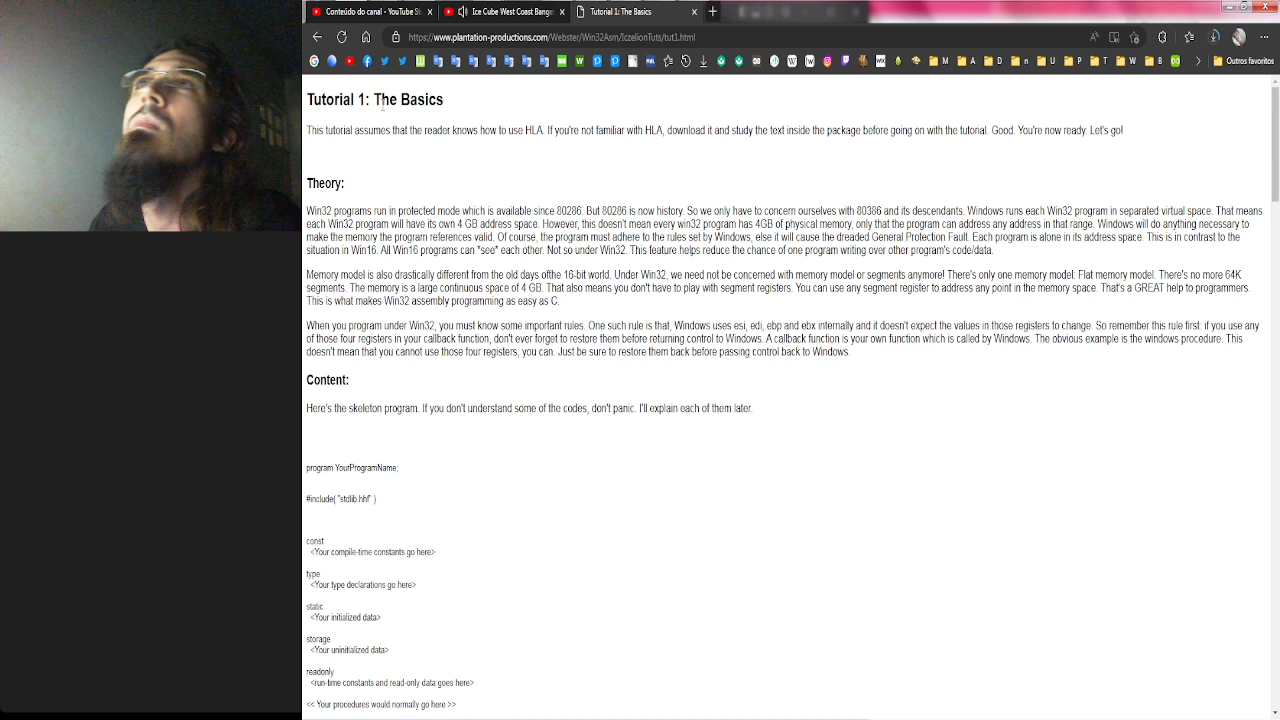 Conteúdo do canal - YouTube St
Ice Cube West Coast Bang
Tutorial 1: The Basics
https://www.plantation-productions.com/Webster/Win32Asm/IczelionTuts/tut1.html
M A D n U P T W B Outros favoritos
Tutorial 1: The Basics
This tutorial assumes that the reader knows how to use HLA. If you're not familiar with HLA, download it and study the text inside the package before going on with the tutorial. Good. You're now ready. Let's go!
Theory:
Win32 programs run in protected mode which is available since 80286. But 80286 is now history. So we only have to concern ourselves with 80386 and its descendants. Windows runs each Win32 program in separated virtual space. That means
each Win32 program will have its own 4 GB address space. However, this doesn't mean every win32 program has 4GB of physical memory, only that the program can address any address in that range. Windows will do anything necessary to
make the memory the program references valid. Of course, the program must adhere to the rules set by Windows, else it will cause the dreaded General Protection Fault. Each program is alone in its address space. This is in contrast to the
situation in Win16. All Win16 programs can *see* each other. Not so under Win32. This feature helps reduce the chance of one program writing over other program's code/data.
Memory model is also drastically different from the old days ofthe 16-bit world. Under Win32, we need not be concerned with memory model or segments anymore! There's only one memory model: Flat memory model. There's no more 64K
segments. The memory is a large continuous space of 4 GB. That also means you don't have to play with segment registers. You can use any segment register to address any point in the memory space. That's a GREAT help to programmers.
This is what makes Win32 assembly programming as easy as C.
When you program under Win32, you must know some important rules. One such rule is that, Windows uses esi, edi, ebp and ebx internally and it doesn't expect the values in those registers to change. So remember this rule first: if you use any
of those four registers in your callback function, don't ever forget to restore them before returning control to Windows. A callback function is your own function which is called by Windows. The obvious example is the windows procedure. This
doesn't mean that you cannot use those four registers, you can. Just be sure to restore them back before passing control back to Windows.
Content:
Here's the skeleton program. If you don't understand some of the codes, don't panic. I'll explain each of them later.
program YourProgramName;
#include( "stdlib.hhf" )
const
<Your compile-time constants go here>
type
<Your type declarations go here>
static
<Your initialized data>
storage
<Your uninitialized data>
readonly
<run-time constants and read-only data goes here>
<< Your procedures would normally go here >>